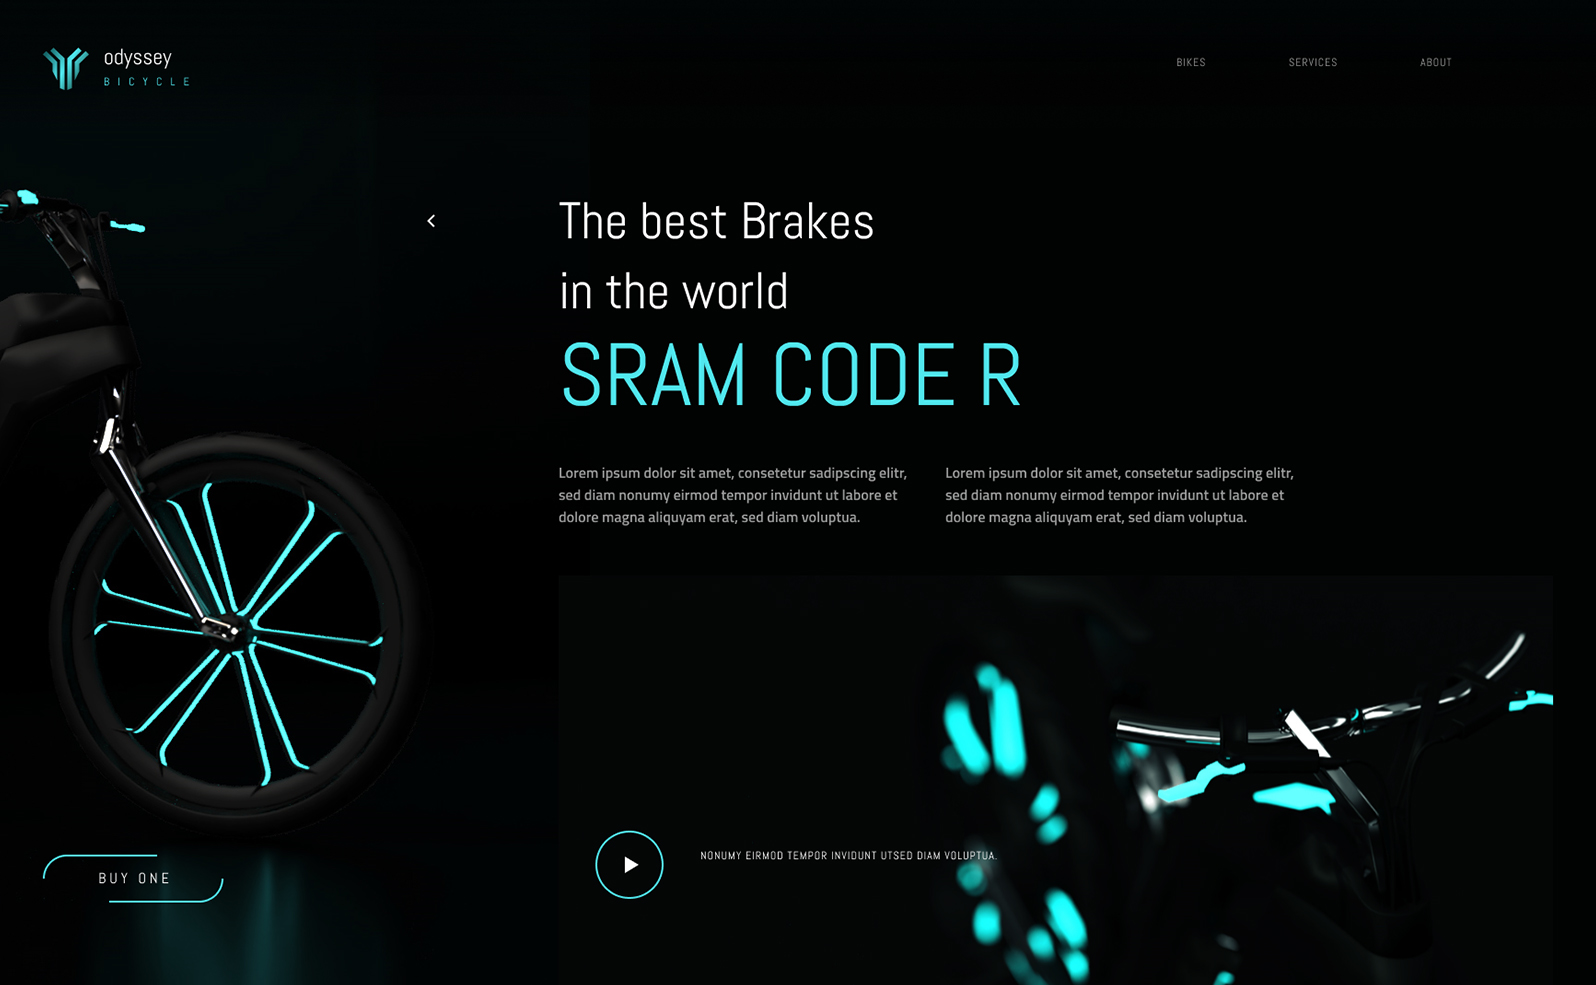 odyssey
BICYCLE
BIKES
SERVICES
ABOUT
The best Brakes
in the world
SRAM CODE R
Lorem ipsum dolor sit amet, consetetur sadipscing elitr,
sed diam nonumy eirmod tempor invidunt ut labore et
dolore magna aliquyam erat, sed diam voluptua.
Lorem ipsum dolor sit amet, consetetur sadipscing elitr,
sed diam nonumy eirmod tempor invidunt ut labore et
dolore magna aliquyam erat, sed diam voluptua.
NONUMY EIRMOD TEMPOR INVIDUNT UTSED DIAM VOLUPTUA.
BUY ONE